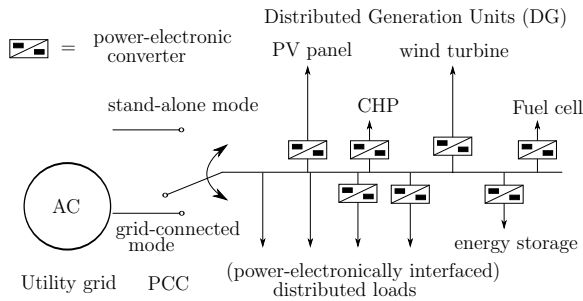 Distributed Generation Units (DG)
= power-electronic
converter
PV panel
wind turbine
stand-alone mode
CHP
Fuel cell
AC
grid-connected
mode
energy storage
Utility grid
PCC
(power-electronically interfaced)
distributed loads